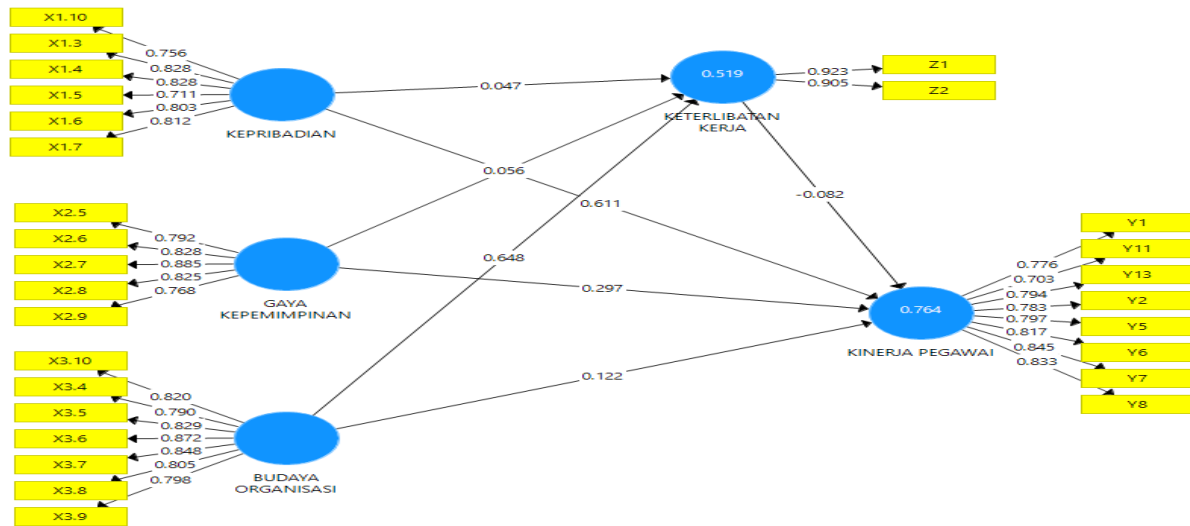 X1.10
X1.3
X1.4
X1.5
X1.6
X1.7
0.756
0.828
0.828
0.711
0.803
0.812
KEPRIBADIAN
0.047
0.519
KETERLIBATAN
KERJA
0.923
0.905
Z1
Z2
0.056
0.611
-0.082
X2.5
X2.6
X2.7
X2.8
X2.9
0.792
0.828
0.885
0.825
0.768
GAYA
KEPEMIMPINAN
0.648
0.297
0.764
KINERJA PEGAWAI
0.776
0.703
0.794
0.783
0.797
0.817
0.845
0.833
Y1
Y11
Y13
Y2
Y5
Y6
Y7
Y8
X3.10
X3.4
X3.5
X3.6
X3.7
X3.8
X3.9
0.820
0.790
0.829
0.872
0.848
0.805
0.798
BUDAYA
ORGANISASI
0.122